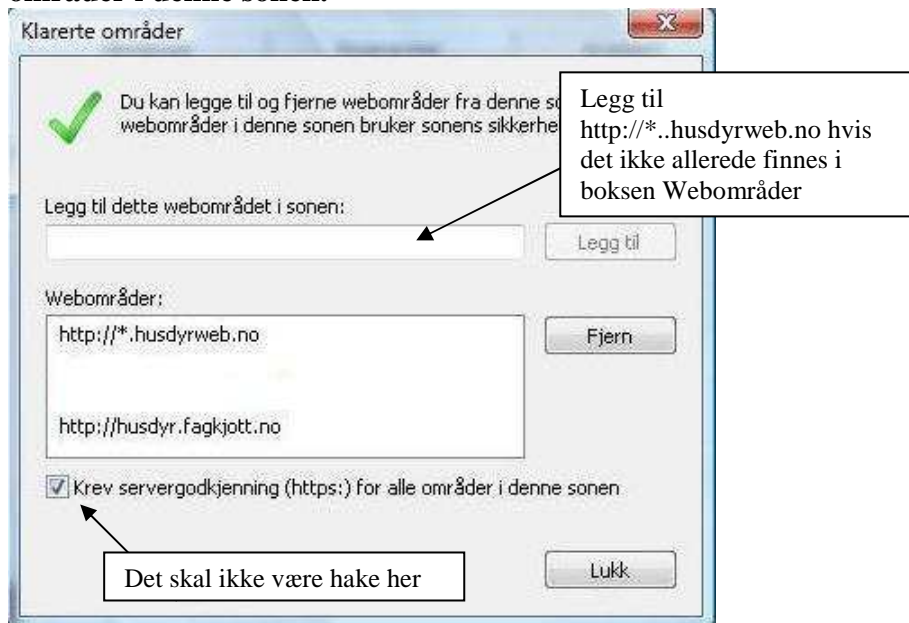 områder i denne sonen.
Klarerte områder
Du kan legge til og fjerne webområder fra denne
webområder i denne sonen bruker sonens
Legg til
http://*..husdyrweb.no hvis
det ikke allerede finnes i
boksen Webområder
Legg til dette webområdet i sonen:
Legg til
Webområder:
http://*.husdyrweb.no
Fjern
http://husdyr.fagkjott.no
Krev servergodkjenning (https:) for alle områder i denne sonen
Det skal ikke være hake her
Lukk